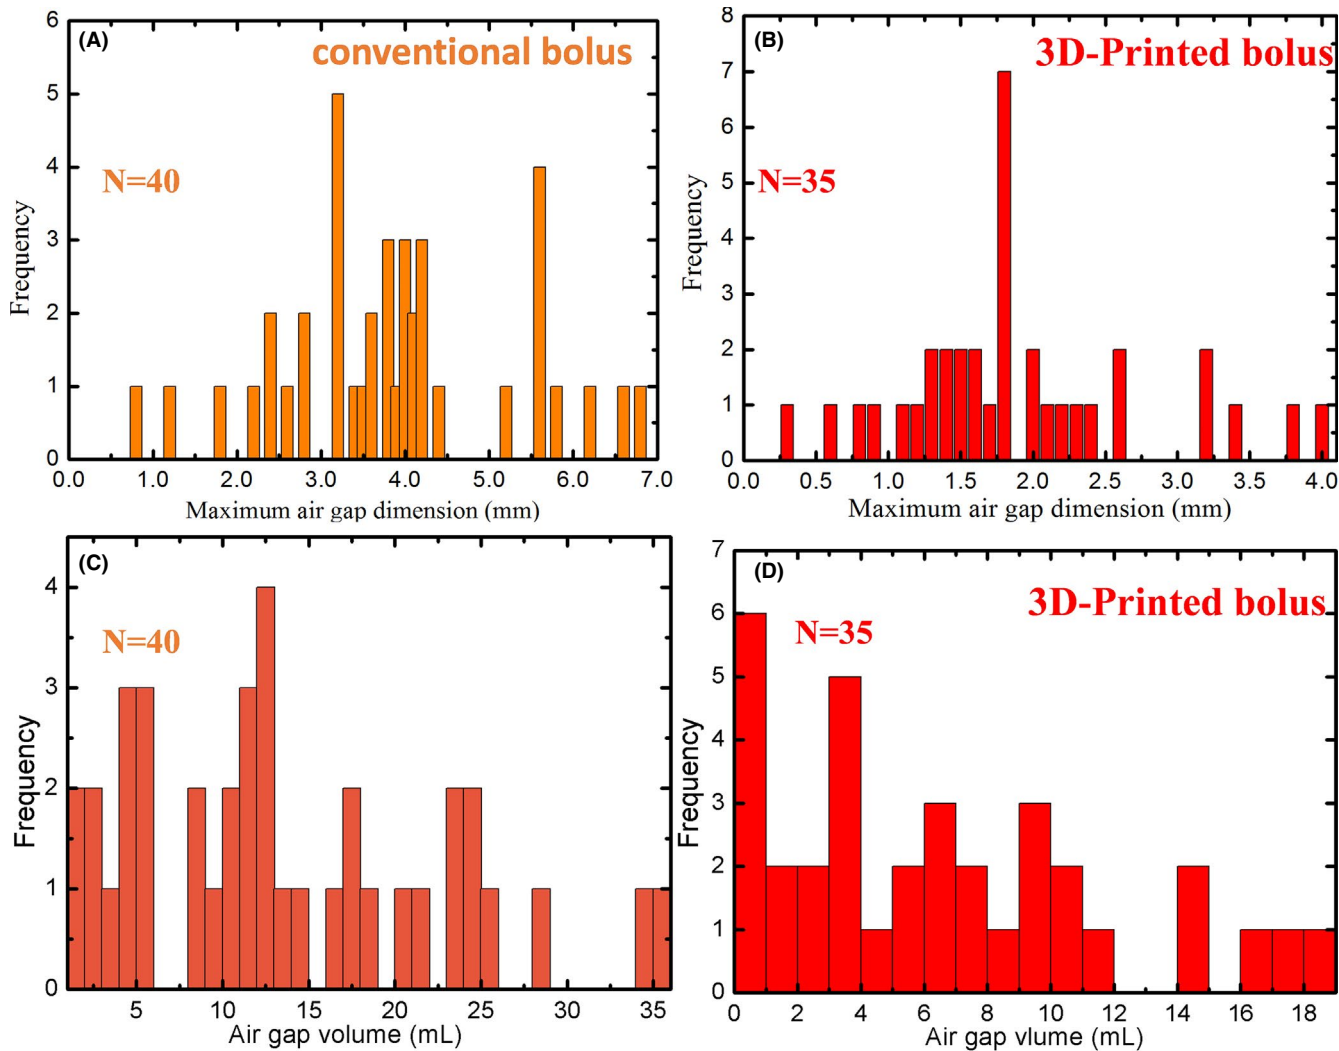 (A)
conventional bolus
N=40
Frequency
6
5
4
3
2
1
0
0.0 1.0 2.0 3.0 4.0 5.0 6.0 7.0
Maximum air gap dimension (mm)
(B)
3D-Printed bolus
N=35
Frequency
8
7
6
5
4
3
2
1
0
0.0 0.5 1.0 1.5 2.0 2.5 3.0 3.5 4.0
Maximum air gap dimension (mm)
(C)
N=40
Frequency
4
3
2
1
0
5 10 15 20 25 30 35
Air gap volume (mL)
(D)
3D-Printed bolus
N=35
Frequency
7
6
5
4
3
2
1
0
0 2 4 6 8 10 12 14 16 18
Air gap vlume (mL)